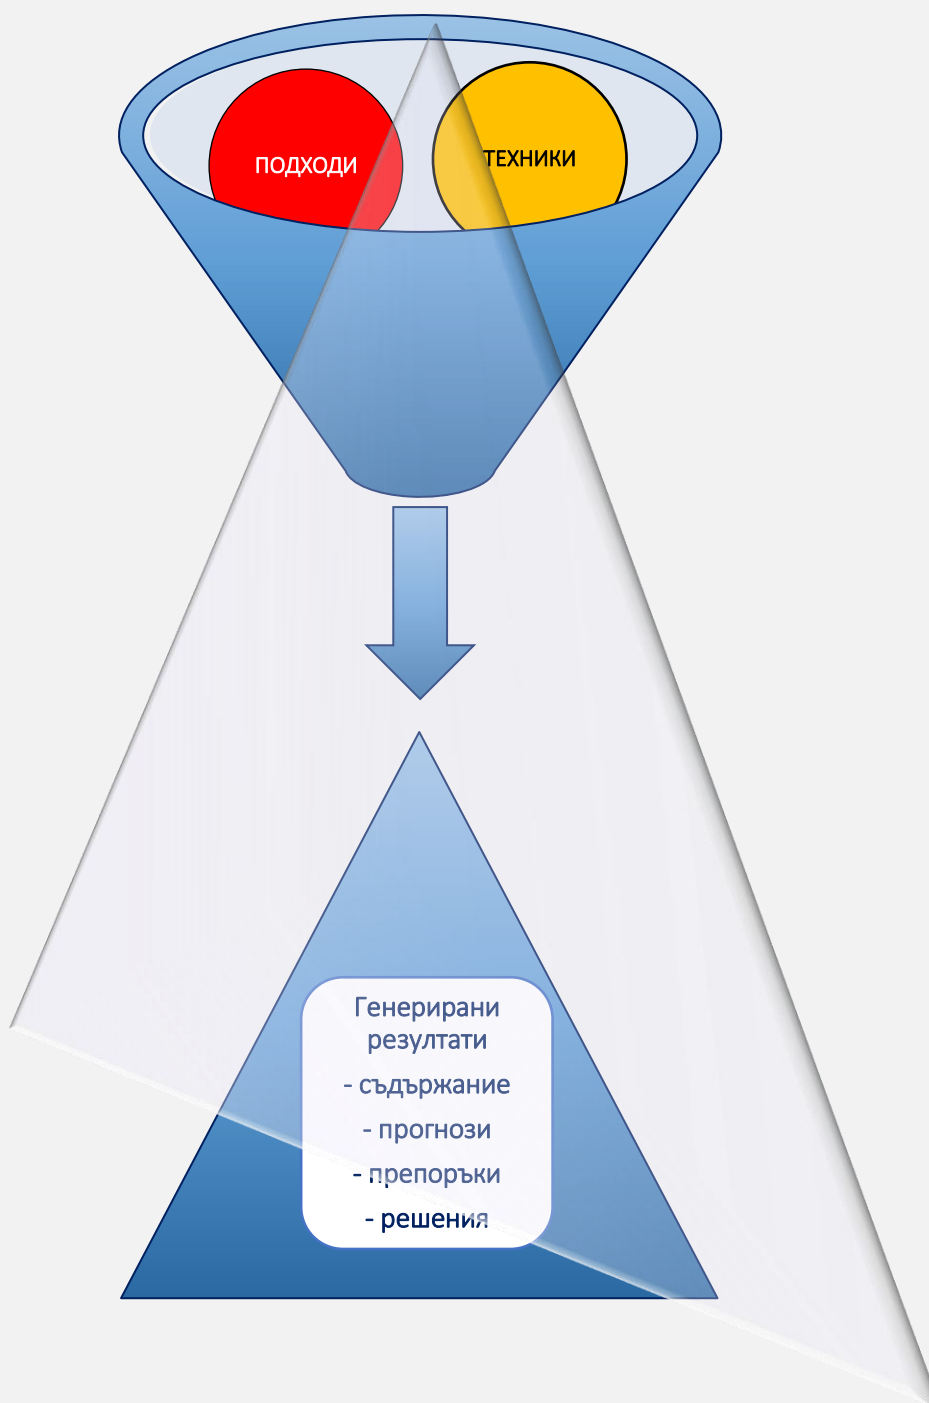 ПОДХОДИ
ТЕХНИКИ
Генерирани
резултати
- съдържание
- прогнози
- препоръки
- решения